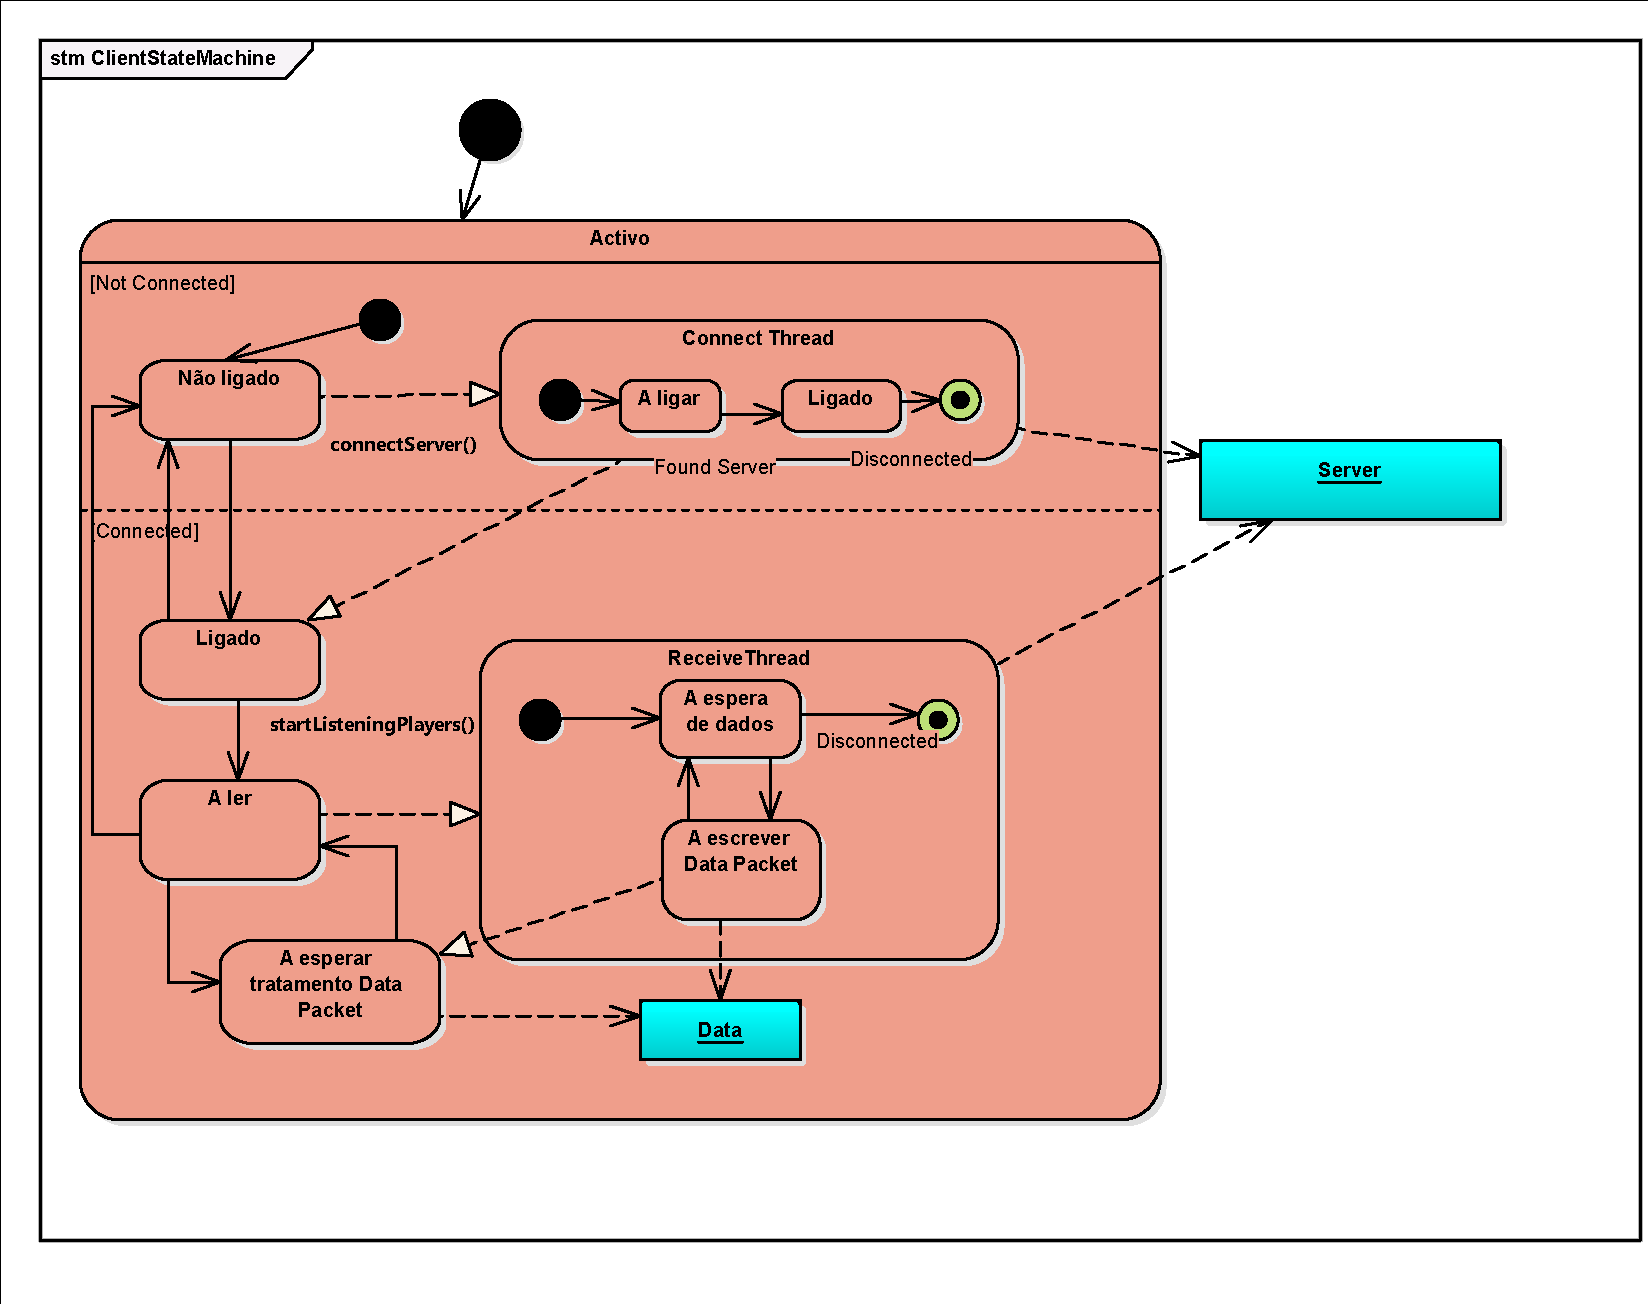 stm ClientStateMachine
Activo
[Not Connected]
Não ligado
connectServer()
Connect Thread
A ligar
Ligado
Found Server
Disconnected
Server
[Connected]
Ligado
startListeningPlayers()
ReceiveThread
A espera
de dados
Disconnected
A ler
A escrever
Data Packet
A esperar
tratamento Data
Packet
Data